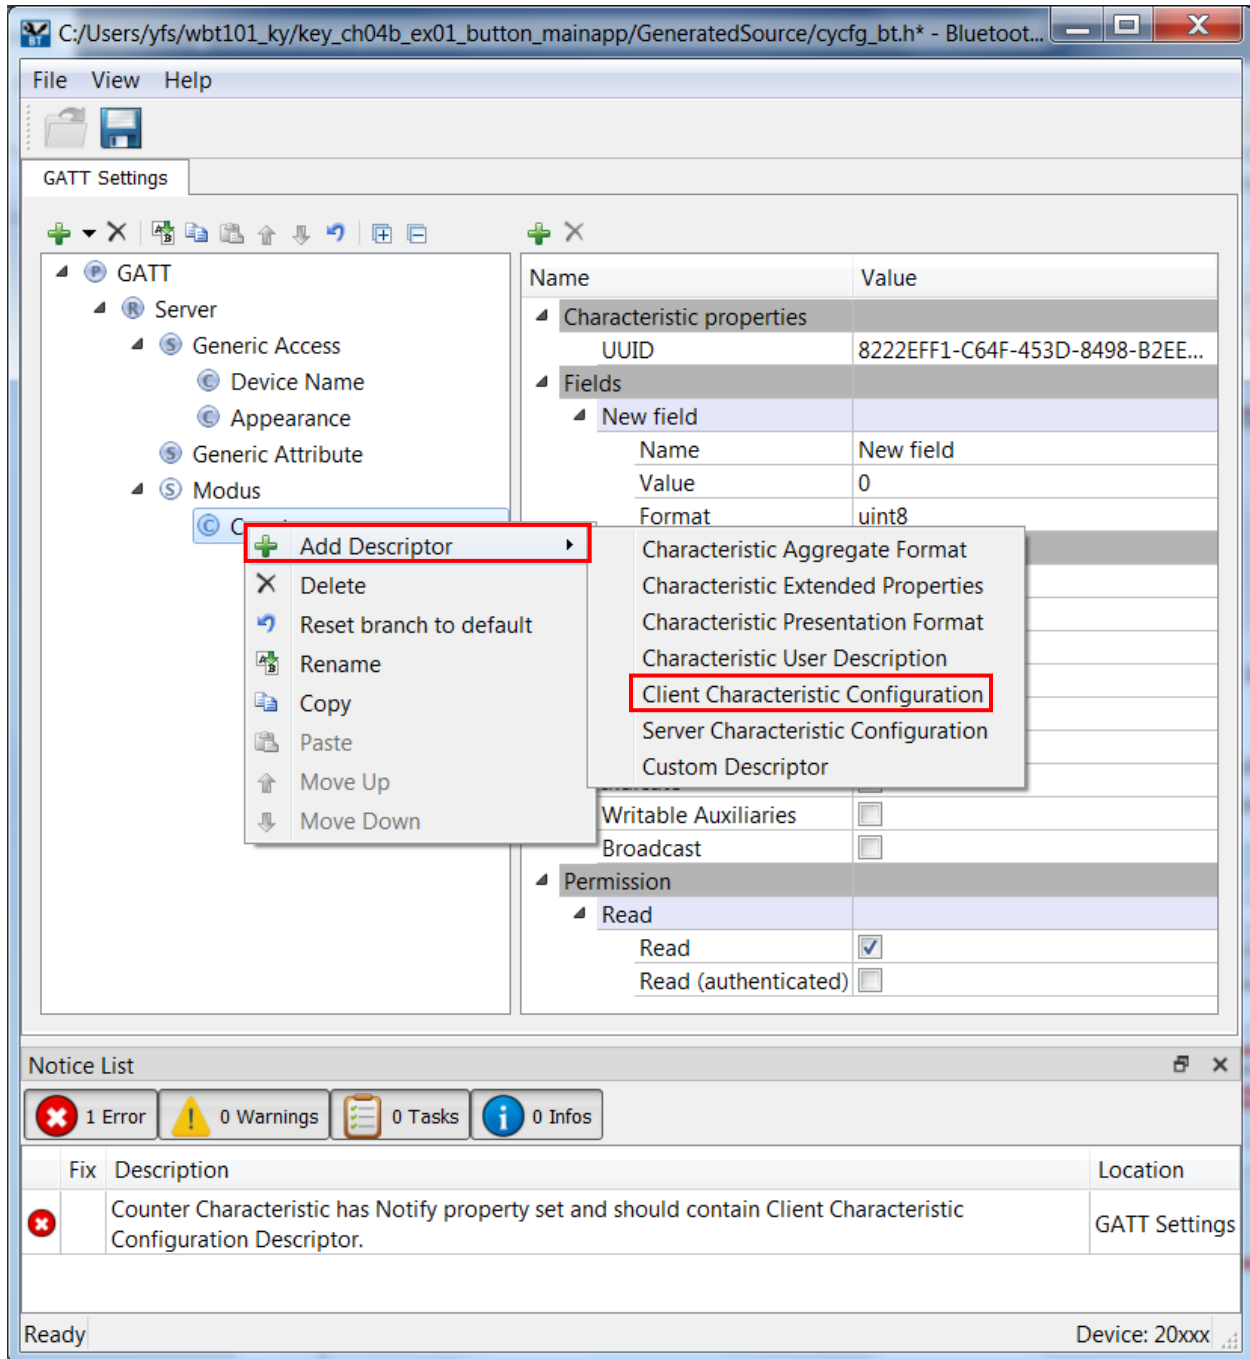 C:/Users/yfs/wbt101_ky/key_ch04b_ex01_button_mainapp/GeneratedSource/cycfg_bt.h* - Bluetoot...
File View Help
GATT Settings
GATT
Server
Generic Access
Device Name
Appearance
Generic Attribute
Modus
Add Descriptor
Delete
Reset branch to default
Rename
Copy
Paste
Move Up
Move Down
Name Value
Characteristic properties
UUID 8222EFF1-C64F-453D-8498-B2EE...
Fields
New field
Name New field
Value 0
Format uint8
Characteristic Aggregate Format
Characteristic Extended Properties
Characteristic Presentation Format
Characteristic User Description
Client Characteristic Configuration
Server Characteristic Configuration
Custom Descriptor
Writable Auxiliaries
Broadcast
Permission
Read
Read
Read (authenticated)
Notice List
1 Error 0 Warnings 0 Tasks 0 Infos
Fix Description Location
Counter Characteristic has Notify property set and should contain Client Characteristic
Configuration Descriptor.
GATT Settings
Ready Device: 20xxx